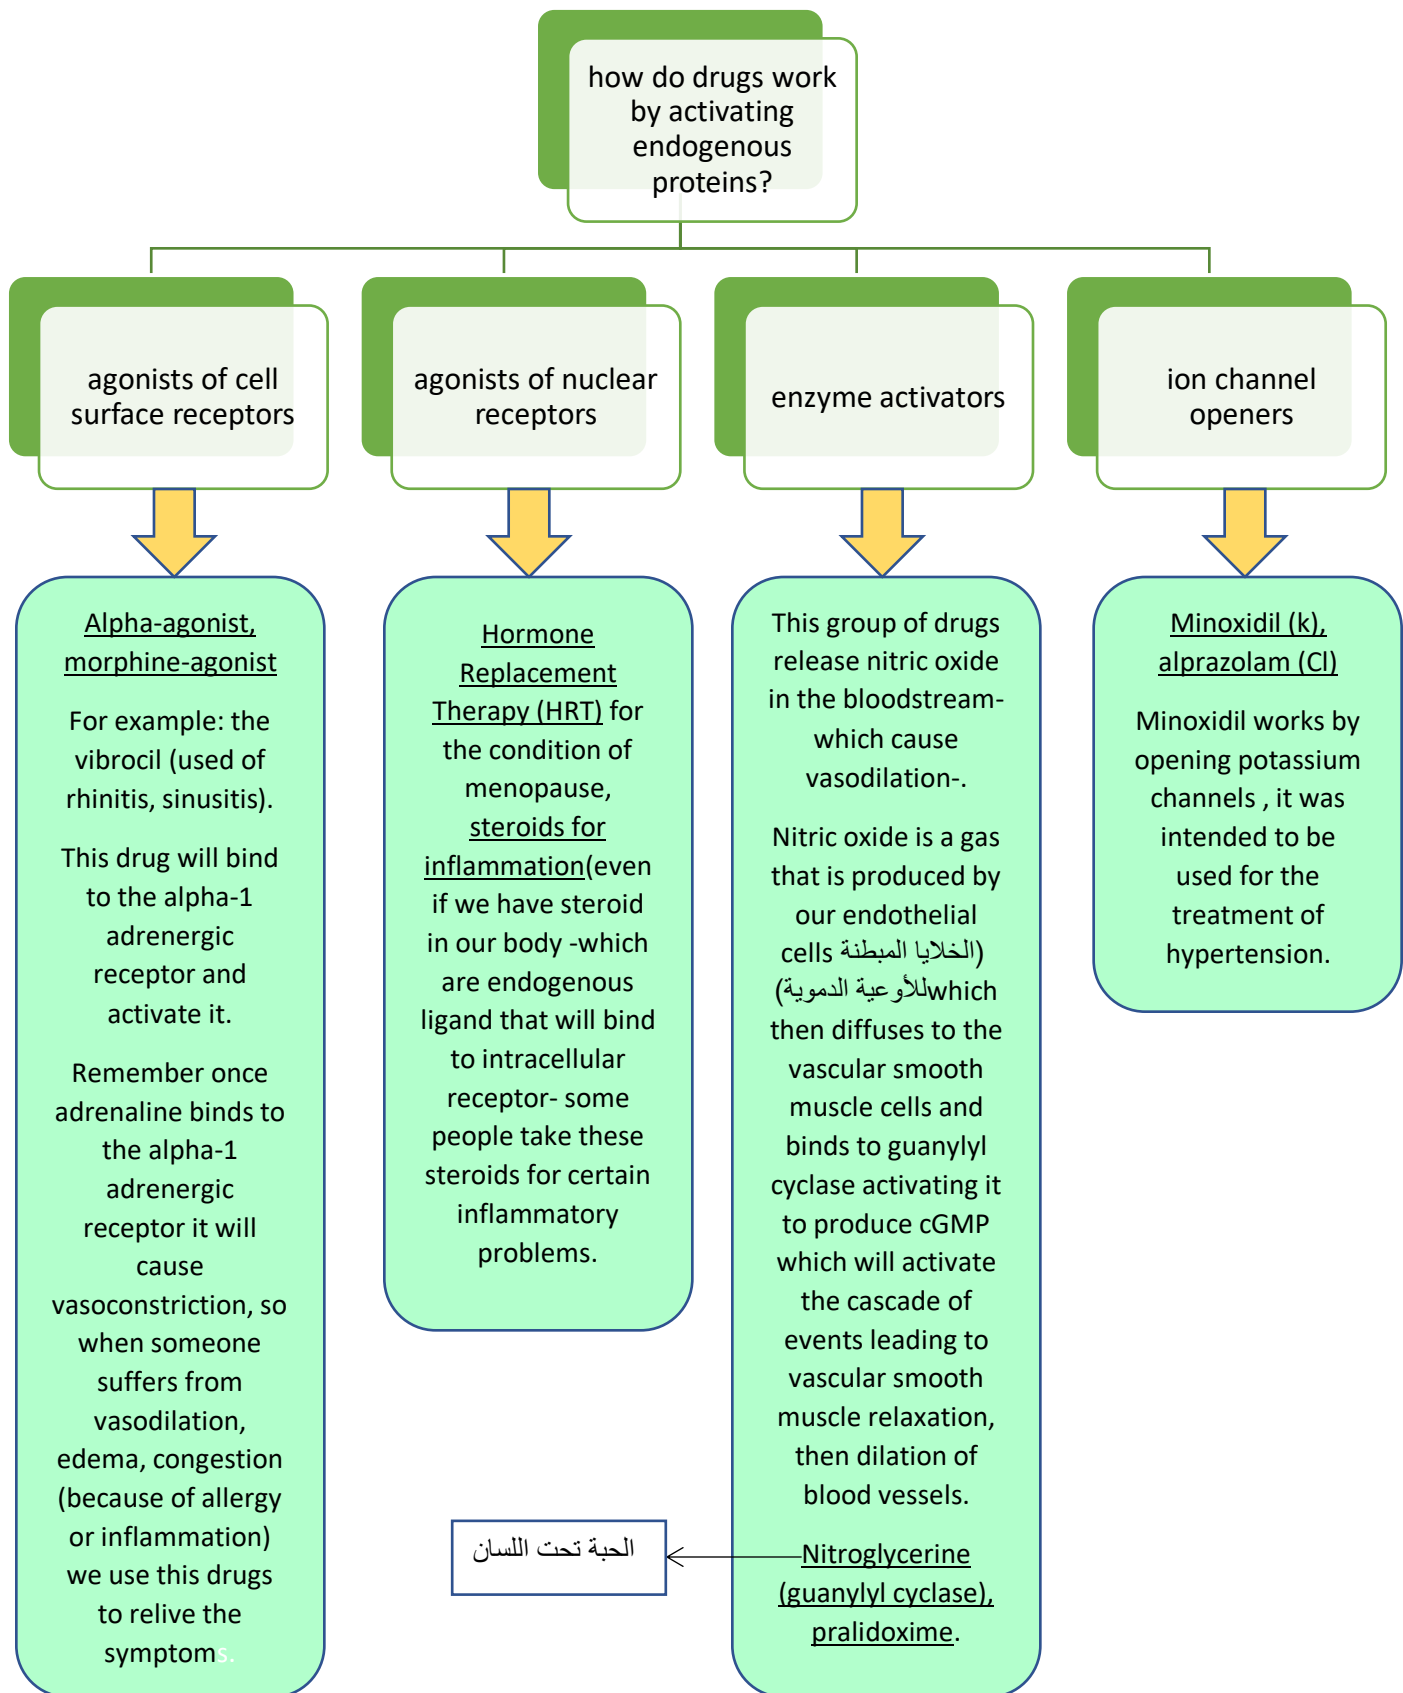 how do drugs work
by activating
endogenous
proteins?
agonists of cell
surface receptors
agonists of nuclear
receptors
enzyme activators
ion channel
openers
Alpha-agonist,
morphine-agonist
For example: the
vibrocil (used of
rhinitis, sinusitis).
This drug will bind
to the alpha-1
adrenergic
receptor and
activate it.
Remember once
adrenaline binds to
the alpha-1
adrenergic
receptor it will
cause
vasoconstriction, so
when someone
suffers from
vasodilation,
edema, congestion
(because of allergy
or inflammation)
we use this drugs
to relive the
symptoms.
Hormone
Replacement
Therapy (HRT) for
the condition of
menopause,
steroids for
inflammation(even
if we have steroid
in our body -which
are endogenous
ligand that will bind
to intracellular
receptor- some
people take these
steroids for certain
inflammatory
problems.
This group of drugs
release nitric oxide
in the bloodstream-
which cause
vasodilation-.
Nitric oxide is a gas
that is produced by
our endothelial
cells الخلايا المبطنة)
(للأوعية الدمويةwhich
then diffuses to the
vascular smooth
muscle cells and
binds to guanylyl
cyclase activating it
to produce cGMP
which will activate
the cascade of
events leading to
vascular smooth
muscle relaxation,
then dilation of
blood vessels.
Nitroglycerine
(guanylyl cyclase),
pralidoxime.
الحبة تحت اللسان
Minoxidil (k),
alprazolam (Cl)
Minoxidil works by
opening potassium
channels , it was
intended to be
used for the
treatment of
hypertension.